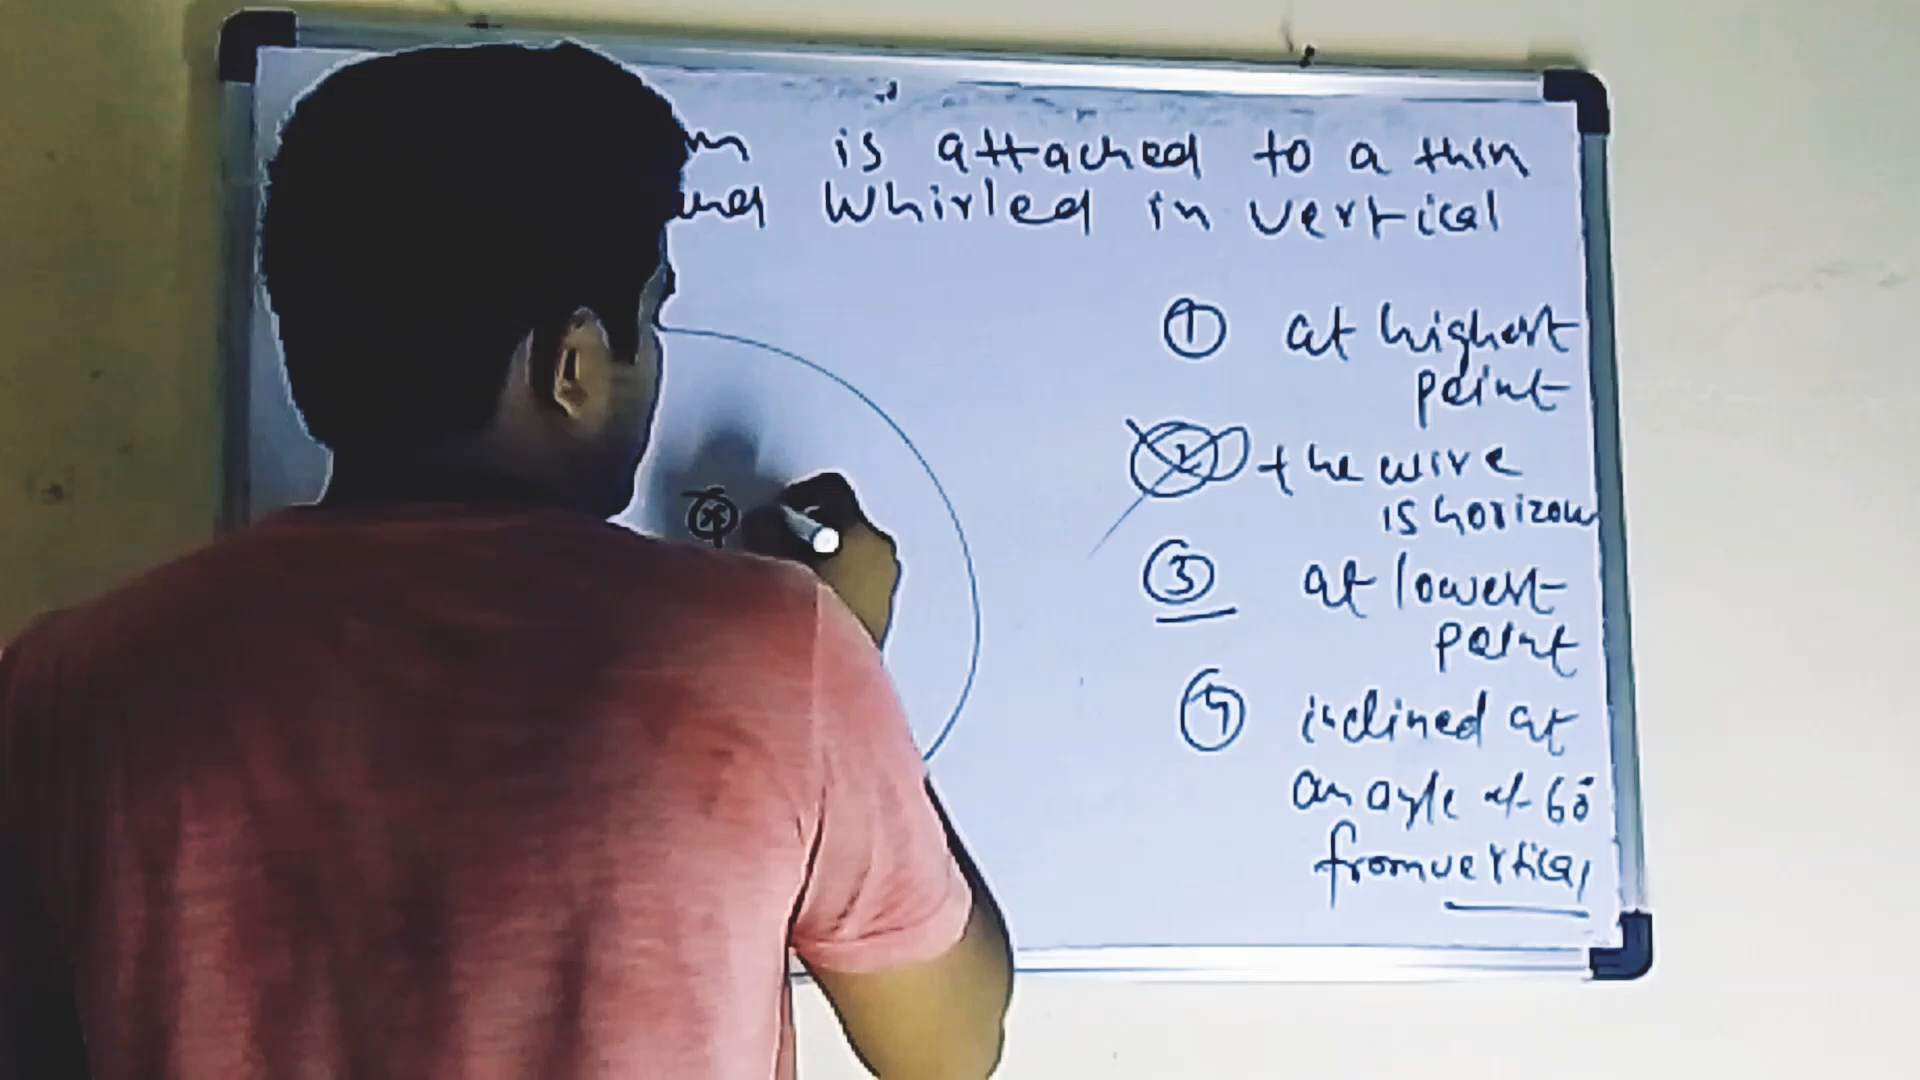 m is attached to a thin
and whirled in vertical
① at highest
point
② the wire
is horizon
③ at lowest
point
④ inclined at
an angle of 60°
from vertical